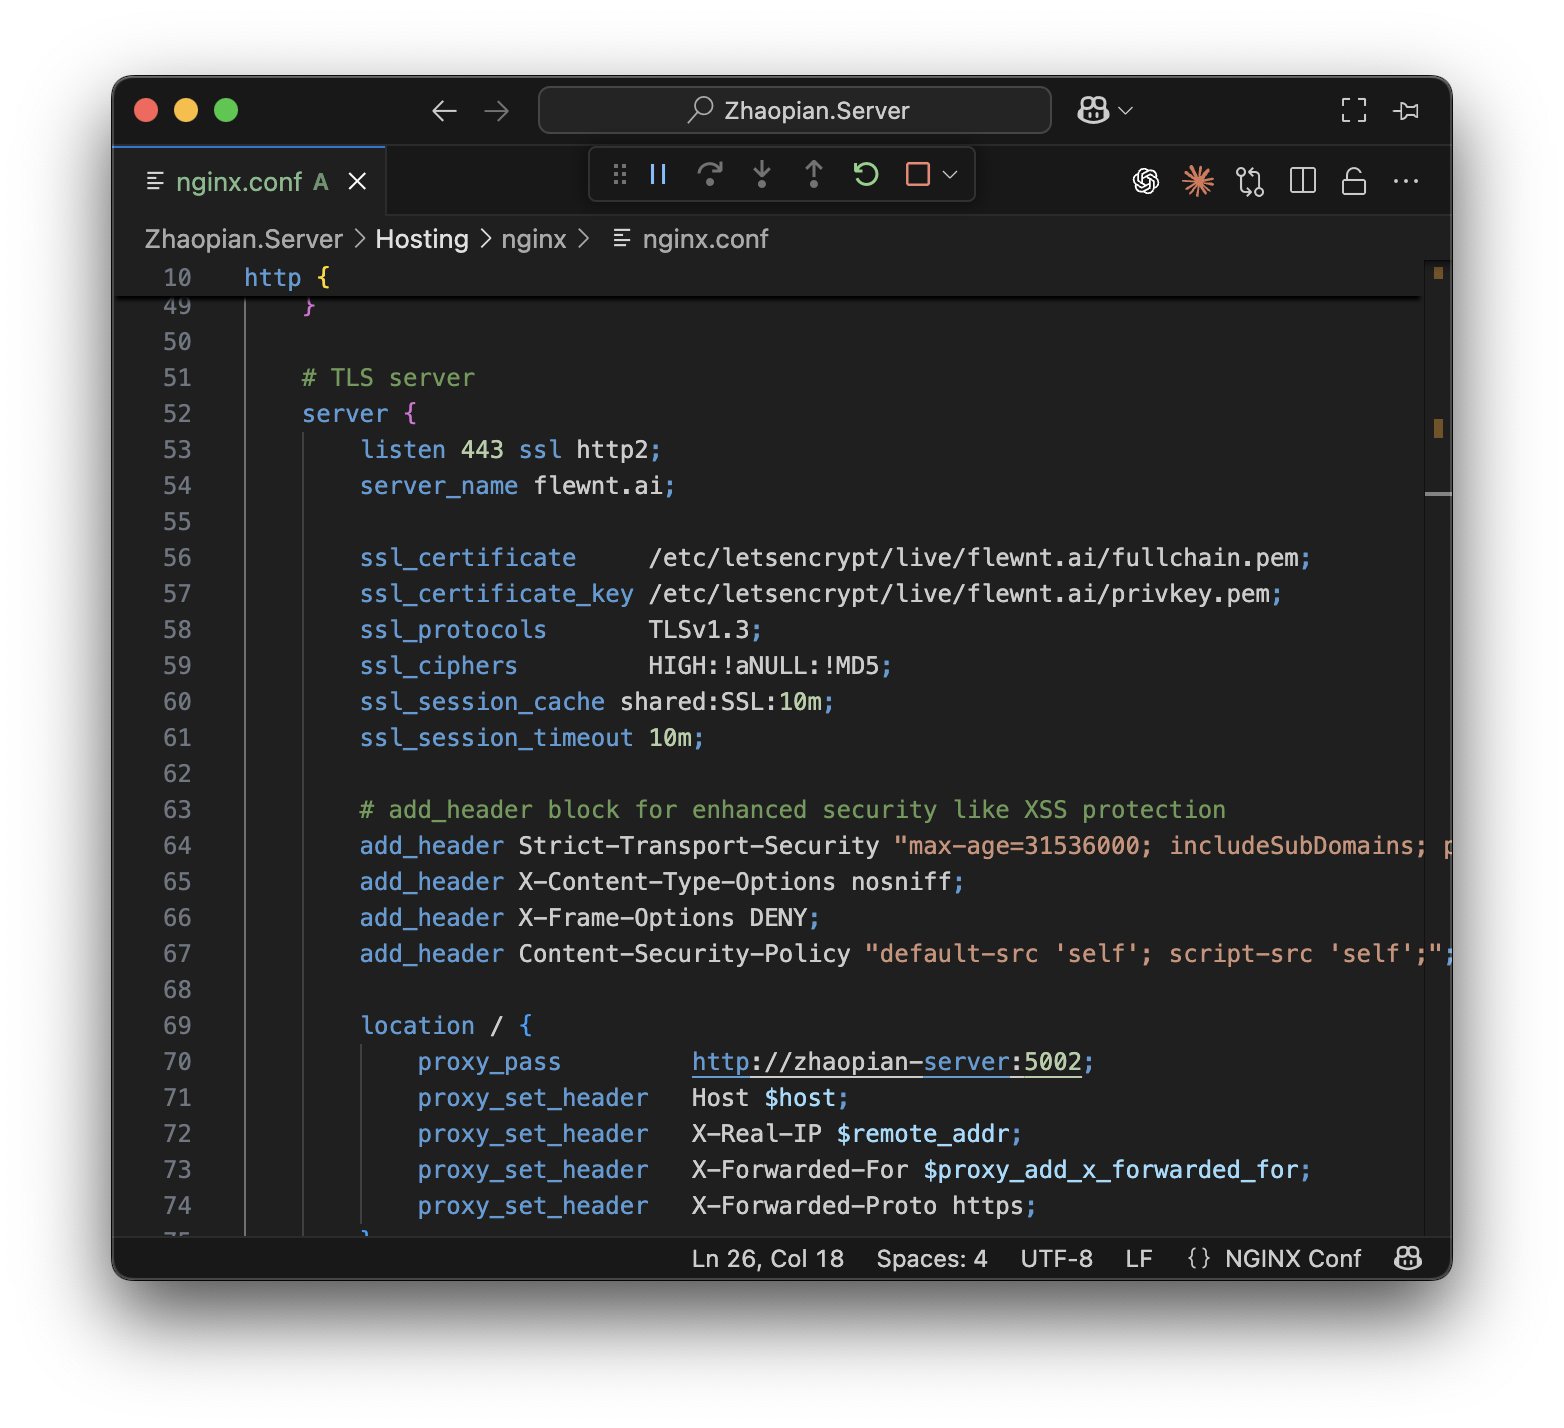 Zhaopian.Server
nginx.conf A
Zhaopian.Server > Hosting > nginx > nginx.conf
10 http {
49 }
50
51 # TLS server
52 server {
53 listen 443 ssl http2;
54 server_name flewnt.ai;
55
56 ssl_certificate /etc/letsencrypt/live/flewnt.ai/fullchain.pem;
57 ssl_certificate_key /etc/letsencrypt/live/flewnt.ai/privkey.pem;
58 ssl_protocols TLSv1.3;
59 ssl_ciphers HIGH:!aNULL:!MD5;
60 ssl_session_cache shared:SSL:10m;
61 ssl_session_timeout 10m;
62
63 # add_header block for enhanced security like XSS protection
64 add_header Strict-Transport-Security "max-age=31536000; includeSubDomains; p
65 add_header X-Content-Type-Options nosniff;
66 add_header X-Frame-Options DENY;
67 add_header Content-Security-Policy "default-src 'self'; script-src 'self';";
68
69 location / {
70 proxy_pass http://zhaopian-server:5002;
71 proxy_set_header Host $host;
72 proxy_set_header X-Real-IP $remote_addr;
73 proxy_set_header X-Forwarded-For $proxy_add_x_forwarded_for;
74 proxy_set_header X-Forwarded-Proto https;
Ln 26, Col 18 Spaces: 4 UTF-8 LF {} NGINX Conf